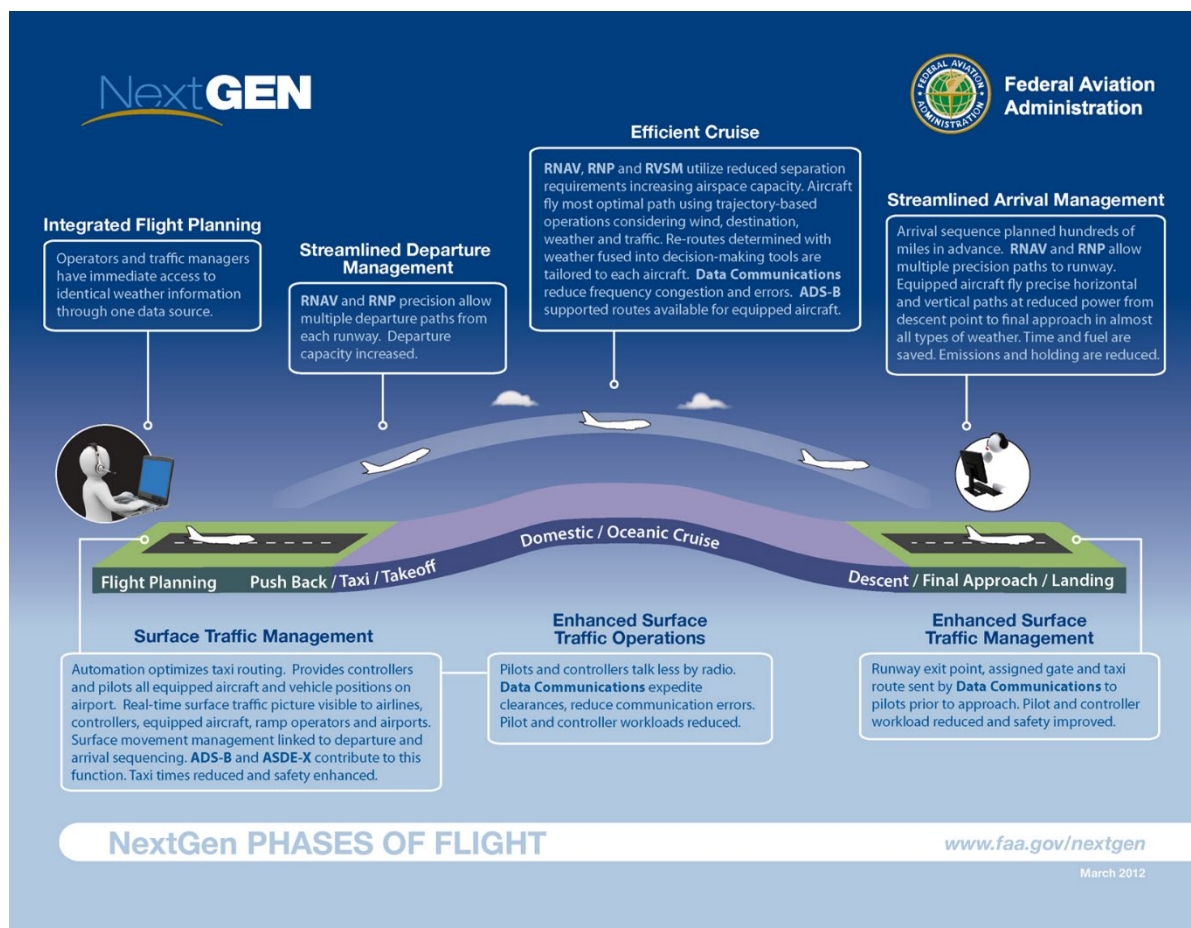 NextGEN
FEDERAL AVIATION
ADMINISTRATION
Federal Aviation
Administration
Integrated Flight Planning
Operators and traffic managers
have immediate access to
identical weather information
through one data source.
Streamlined Departure
Management
RNAV and RNP precision allow
multiple departure paths from
each runway. Departure
capacity increased.
Efficient Cruise
RNAV, RNP and RVSM utilize reduced separation
requirements increasing airspace capacity. Aircraft
fly most optimal path using trajectory-based
operations considering wind, destination,
weather and traffic. Re-routes determined with
weather fused into decision-making tools are
tailored to each aircraft. Data Communications
reduce frequency congestion and errors. ADS-B
supported routes available for equipped aircraft.
Streamlined Arrival Management
Arrival sequence planned hundreds of
miles in advance. RNAV and RNP allow
multiple precision paths to runway.
Equipped aircraft fly precise horizontal
and vertical paths at reduced power from
descent point to final approach in almost
all types of weather. Time and fuel are
saved. Emissions and holding are reduced.
Flight Planning
Push Back / Taxi / Takeoff
Domestic / Oceanic Cruise
Descent / Final Approach / Landing
Surface Traffic Management
Automation optimizes taxi routing. Provides controllers
and pilots all equipped aircraft and vehicle positions on
airport. Real-time surface traffic picture visible to airlines,
controllers, equipped aircraft, ramp operators and airports.
Surface movement management linked to departure and
arrival sequencing. ADS-B and ASDE-X contribute to this
function. Taxi times reduced and safety enhanced.
Enhanced Surface
Traffic Operations
Pilots and controllers talk less by radio.
Data Communications expedite
clearances, reduce communication errors.
Pilot and controller workloads reduced.
Enhanced Surface
Traffic Management
Runway exit point, assigned gate and taxi
route sent by Data Communications to
pilots prior to approach. Pilot and controller
workload reduced and safety improved.
NextGen PHASES OF FLIGHT
www.faa.gov/nextgen
March 2012